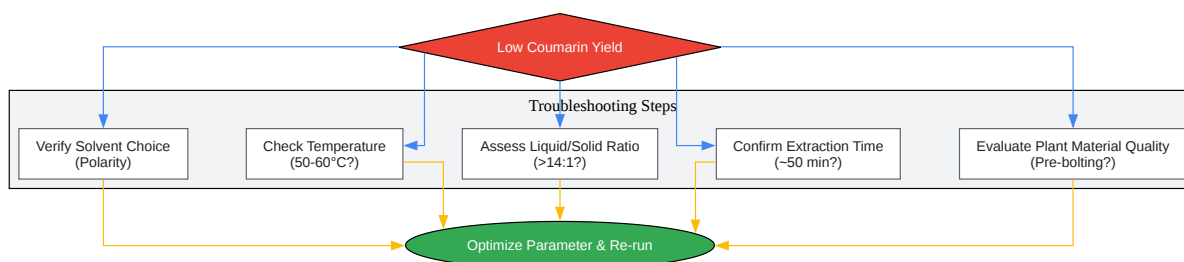 Low Coumarin Yield
Troubleshooting Steps
Verify Solvent Choice
(Polarity)
Check Temperature
(50-60°C?)
Assess Liquid/Solid Ratio
(>14:1?)
Confirm Extraction Time
(~50 min?)
Evaluate Plant Material Quality
(Pre-bolting?)
Optimize Parameter & Re-run